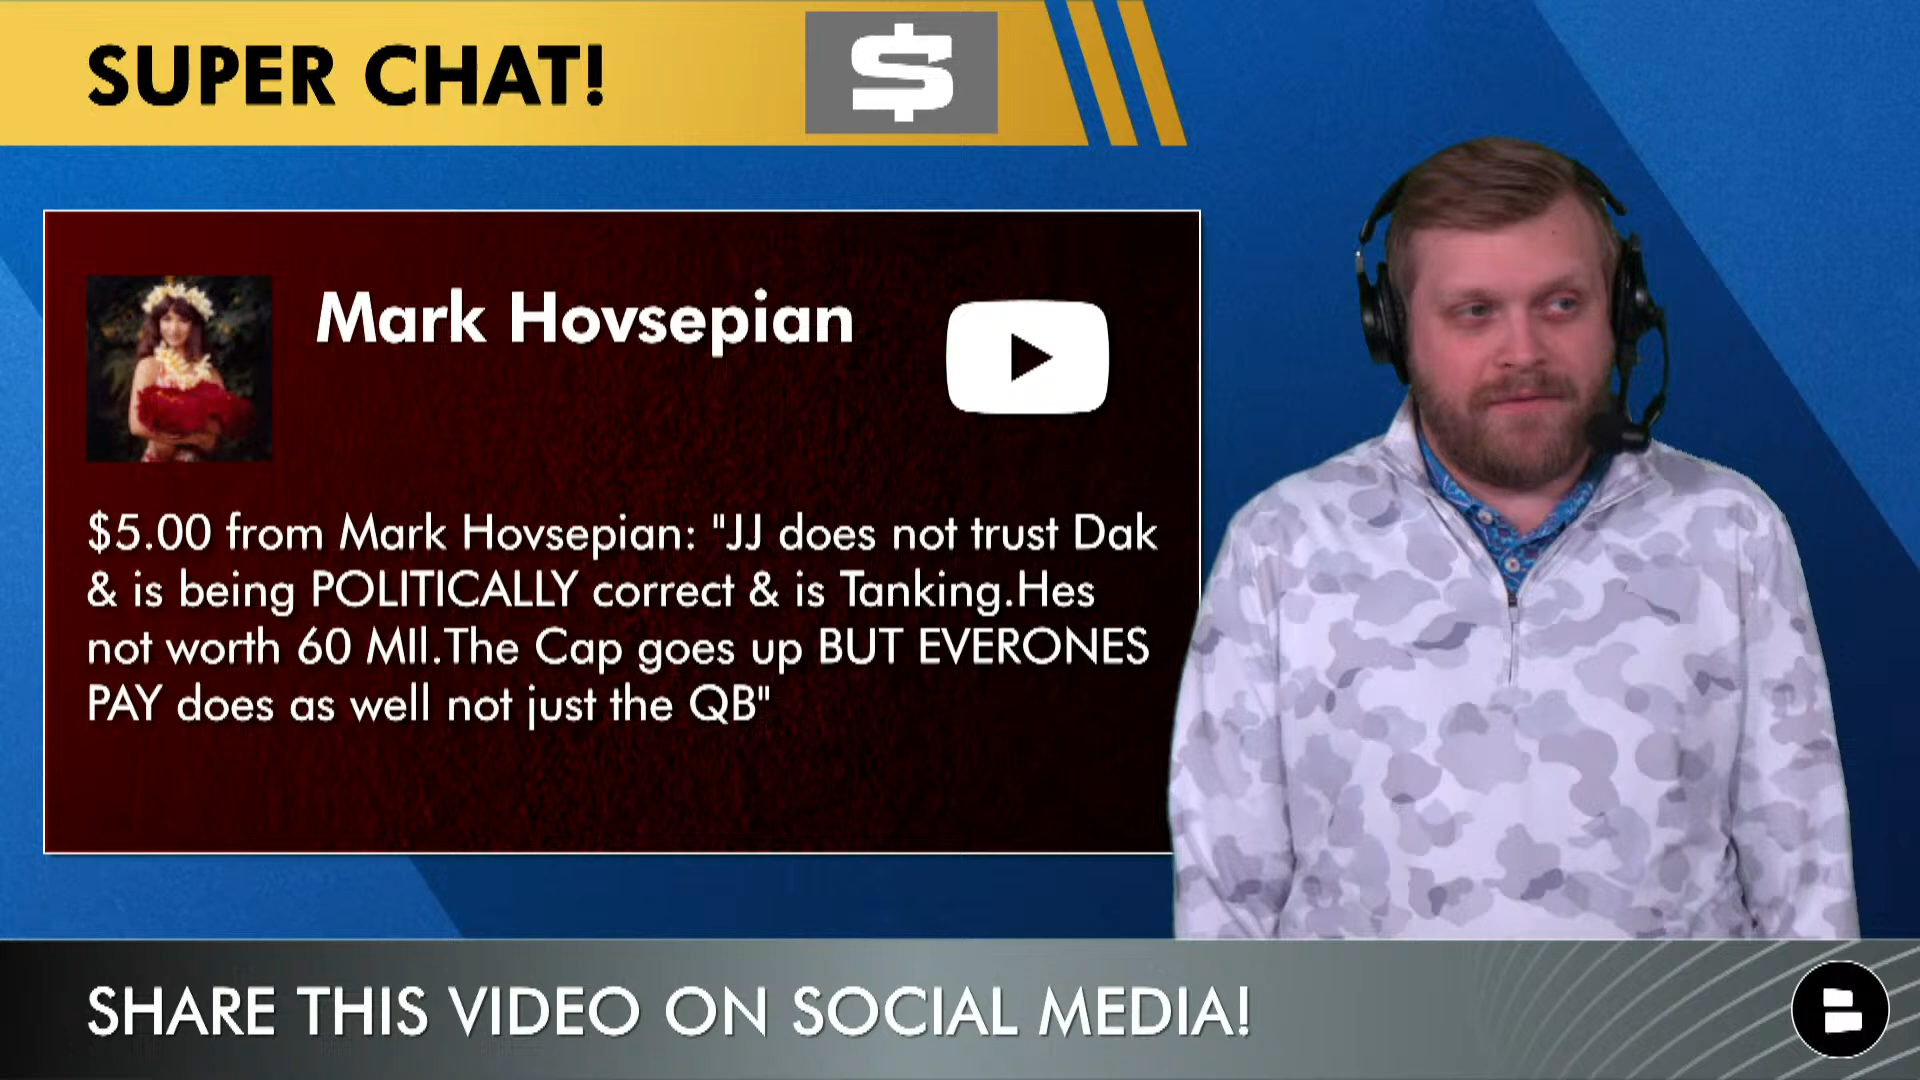 SUPER CHAT!
$
Mark Hovsepian
$5.00 from Mark Hovsepian: "JJ does not trust Dak
& is being POLITICALLY correct & is Tanking.Hes
not worth 60 MIl.The Cap goes up BUT EVERONES
PAY does as well not just the QB"
SHARE THIS VIDEO ON SOCIAL MEDIA!